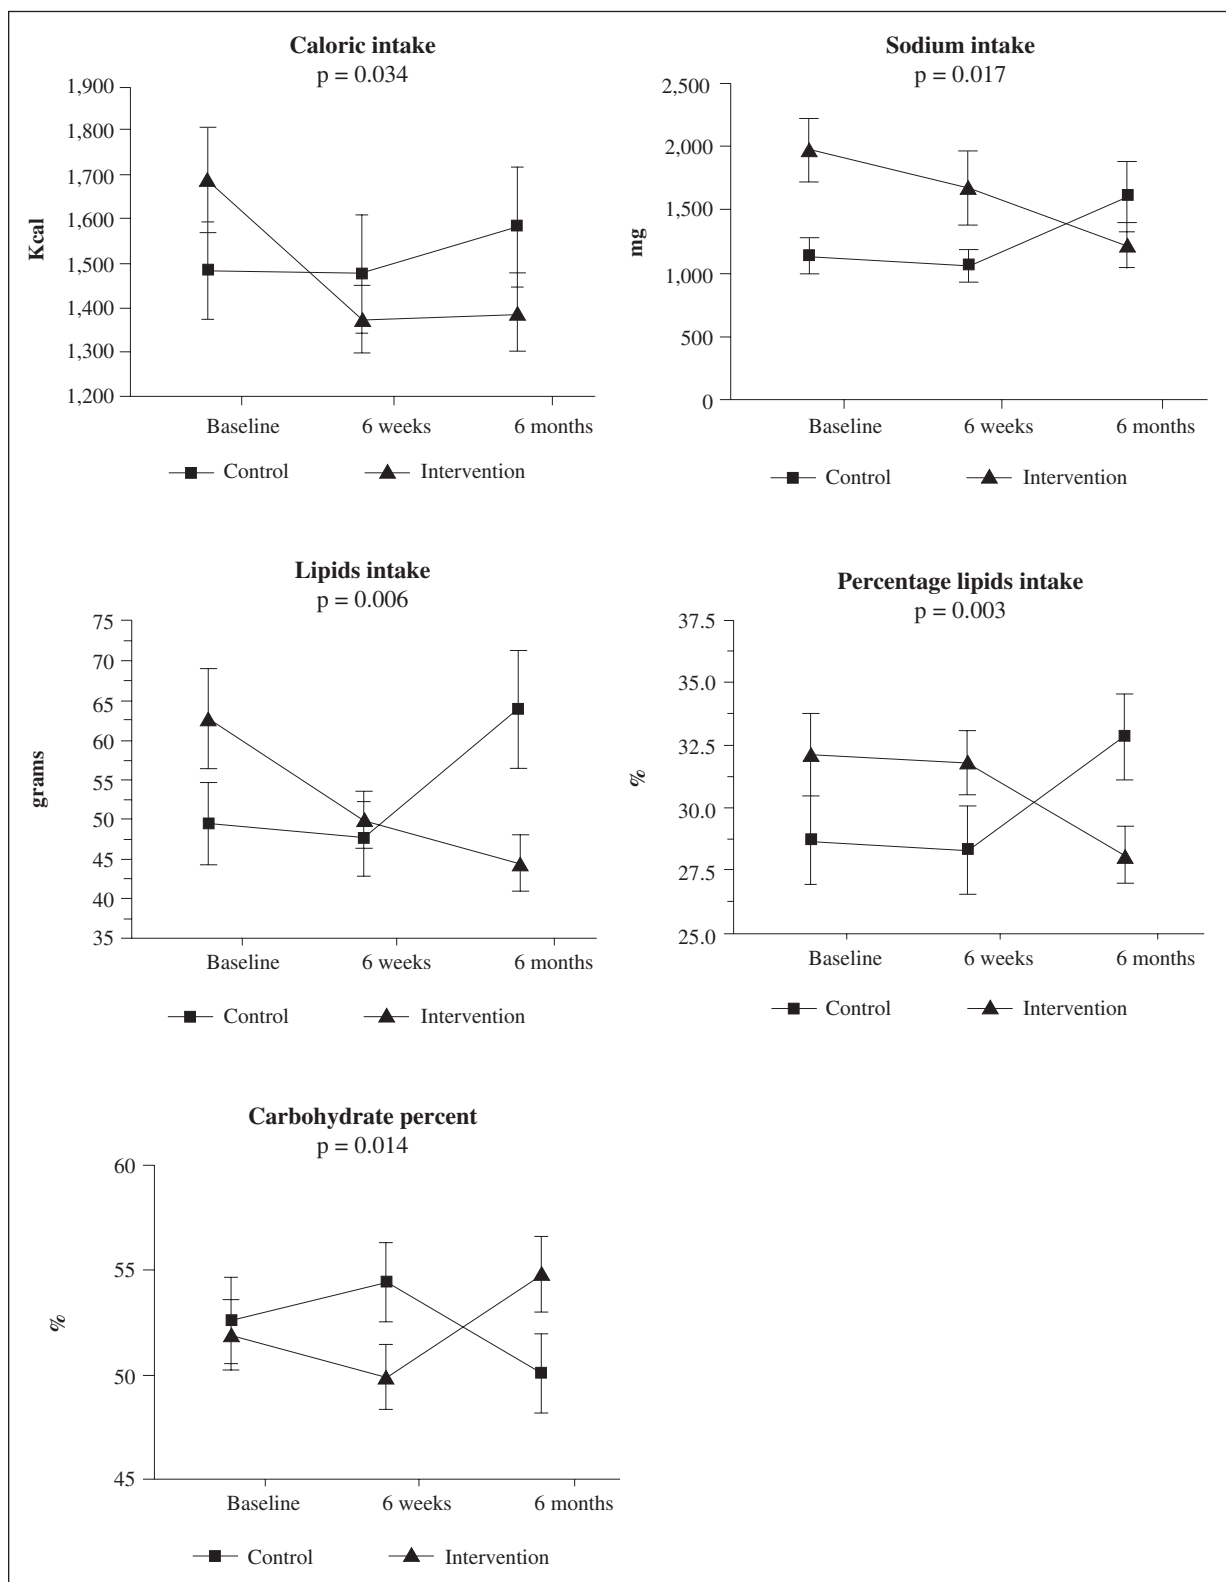 Caloric intake
p = 0.034
1,900
1,800
1,700
1,600
1,500
1,400
1,300
1,200
Kcal
Baseline 6 weeks 6 months
Control Intervention
Sodium intake
p = 0.017
2,500
2,000
1,500
1,000
500
0
mg
Baseline 6 weeks 6 months
Control Intervention
Lipids intake
p = 0.006
75
70
65
60
55
50
45
40
35
grams
Baseline 6 weeks 6 months
Control Intervention
Percentage lipids intake
p = 0.003
37.5
35.0
32.5
30.0
27.5
25.0
%
Baseline 6 weeks 6 months
Control Intervention
Carbohydrate percent
p = 0.014
60
55
50
45
%
Baseline 6 weeks 6 months
Control Intervention